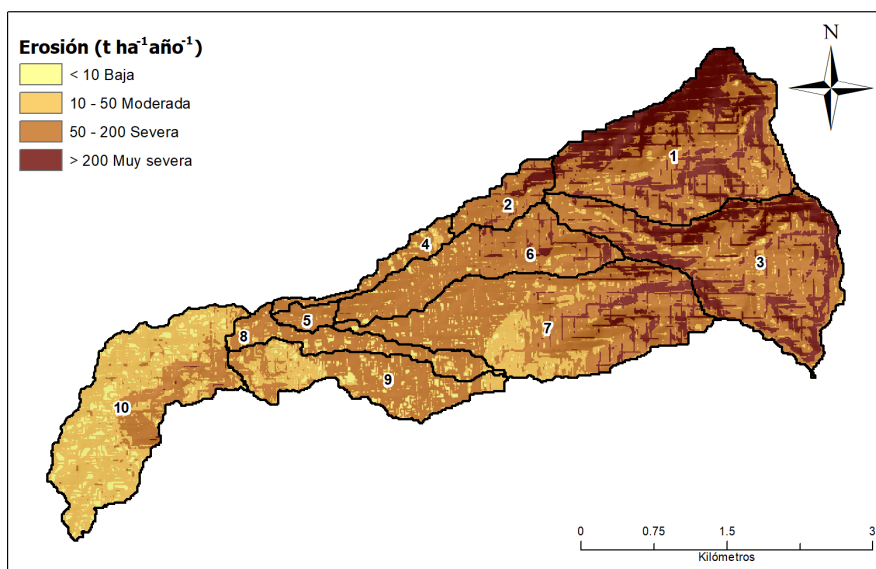 Erosión (t ha⁻¹año⁻¹)
< 10 Baja
10 - 50 Moderada
50 - 200 Severa
> 200 Muy severa
N
1
2
3
4
5
6
7
8
9
10
0 0.75 1.5 3
Kilómetros